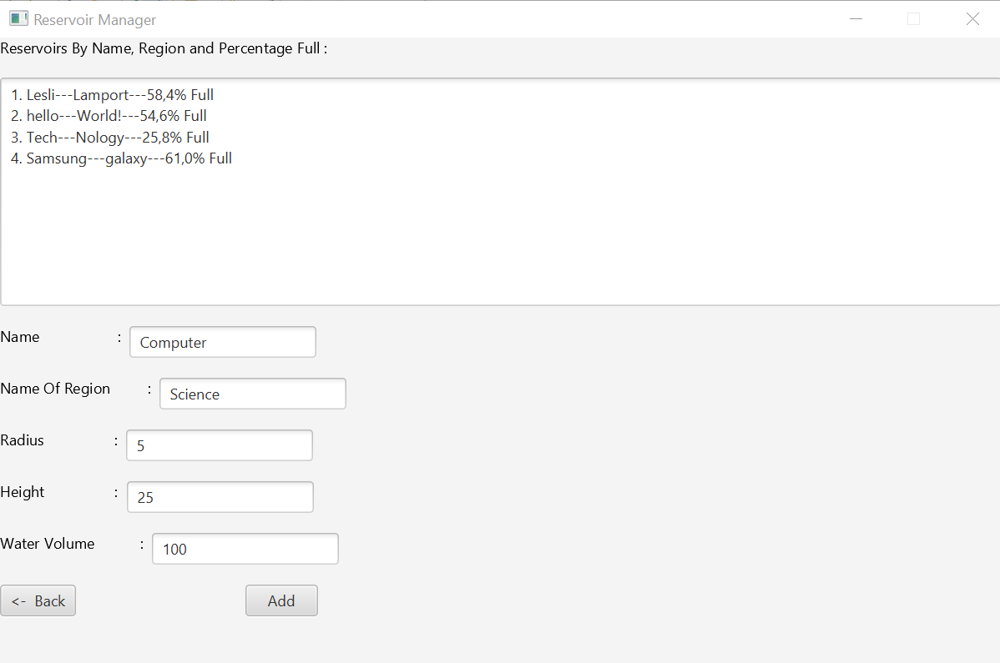 Reservoir Manager
Reservoirs By Name, Region and Percentage Full :
1. Lesli---Lamport---58,4% Full
2. hello---World!---54,6% Full
3. Tech---Nology---25,8% Full
4. Samsung---galaxy---61,0% Full
Name : Computer
Name Of Region : Science
Radius : 5
Height : 25
Water Volume : 100
<- Back Add